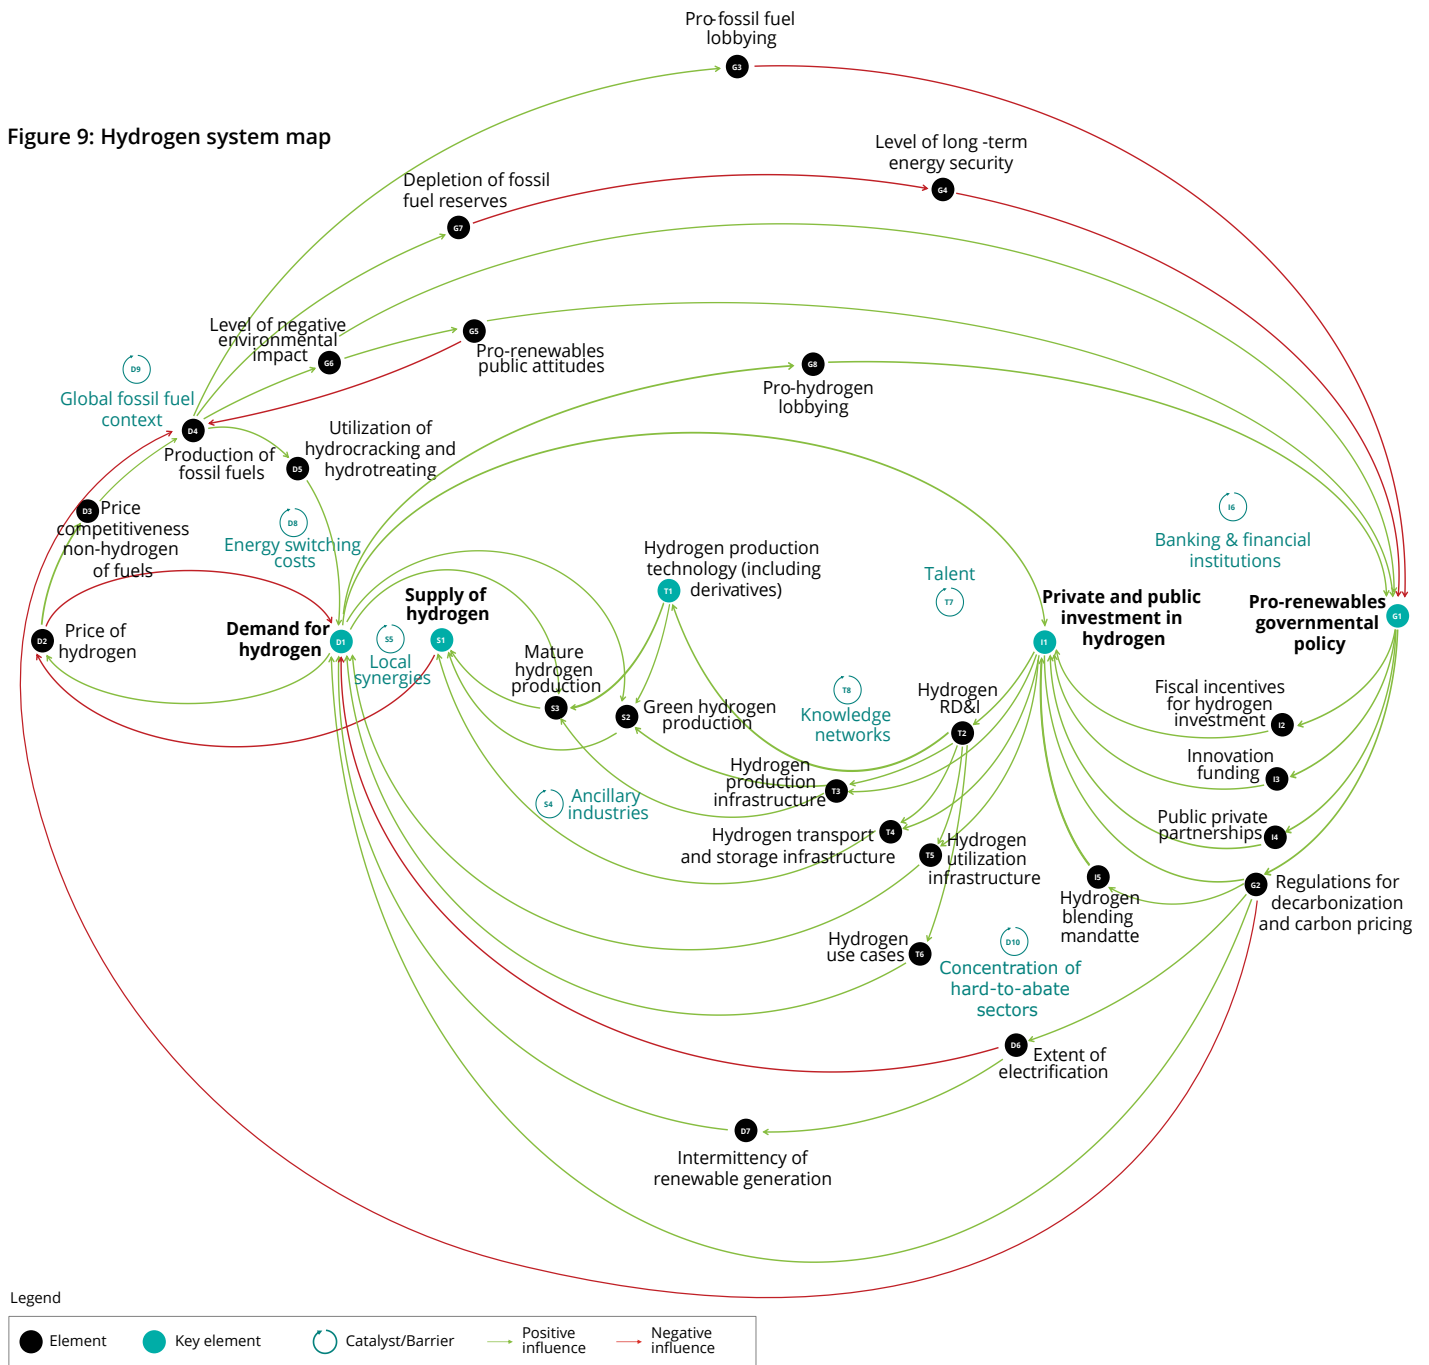 Pro-fossil fuel
lobbying
G3
Figure 9: Hydrogen system map
Level of long -term
energy security
G4
Depletion of fossil
fuel reserves
G7
Level of negative
environmental
impact
G6
G5
Pro-renewables
public attitudes
G8
Pro-hydrogen
lobbying
D9
Global fossil fuel
context
D4
Production of
fossil fuels
Utilization of
hydrocracking and
hydrotreating
D5
D3
Price
competitiveness
non-hydrogen
of fuels
D8
Energy switching
costs
I6
Banking & financial
institutions
Hydrogen production
technology (including
derivatives)
T1
Talent
T7
Supply of
hydrogen
S1
Private and public
investment in
hydrogen
I1
Pro-renewables
governmental
policy
G1
D2
Price of
hydrogen
Demand for
hydrogen
D1
S5
Local
synergies
Mature
hydrogen
production
S3
S2
Green hydrogen
production
T8
Knowledge
networks
Hydrogen
RD&I
T2
Fiscal incentives
for hydrogen
investment
I2
Innovation
funding
I3
Hydrogen
production
infrastructure
T3
S4
Ancillary
industries
Public private
partnerships
I4
Hydrogen transport
and storage infrastructure
T4
T5
Hydrogen
utilization
infrastructure
I5
Hydrogen
blending
mandatte
G2
Regulations for
decarbonization
and carbon pricing
Hydrogen
use cases
T6
D10
Concentration of
hard-to-abate
sectors
D6
Extent of
electrification
D7
Intermittency of
renewable generation
Legend
Element
Key element
Catalyst/Barrier
Positive
influence
Negative
influence